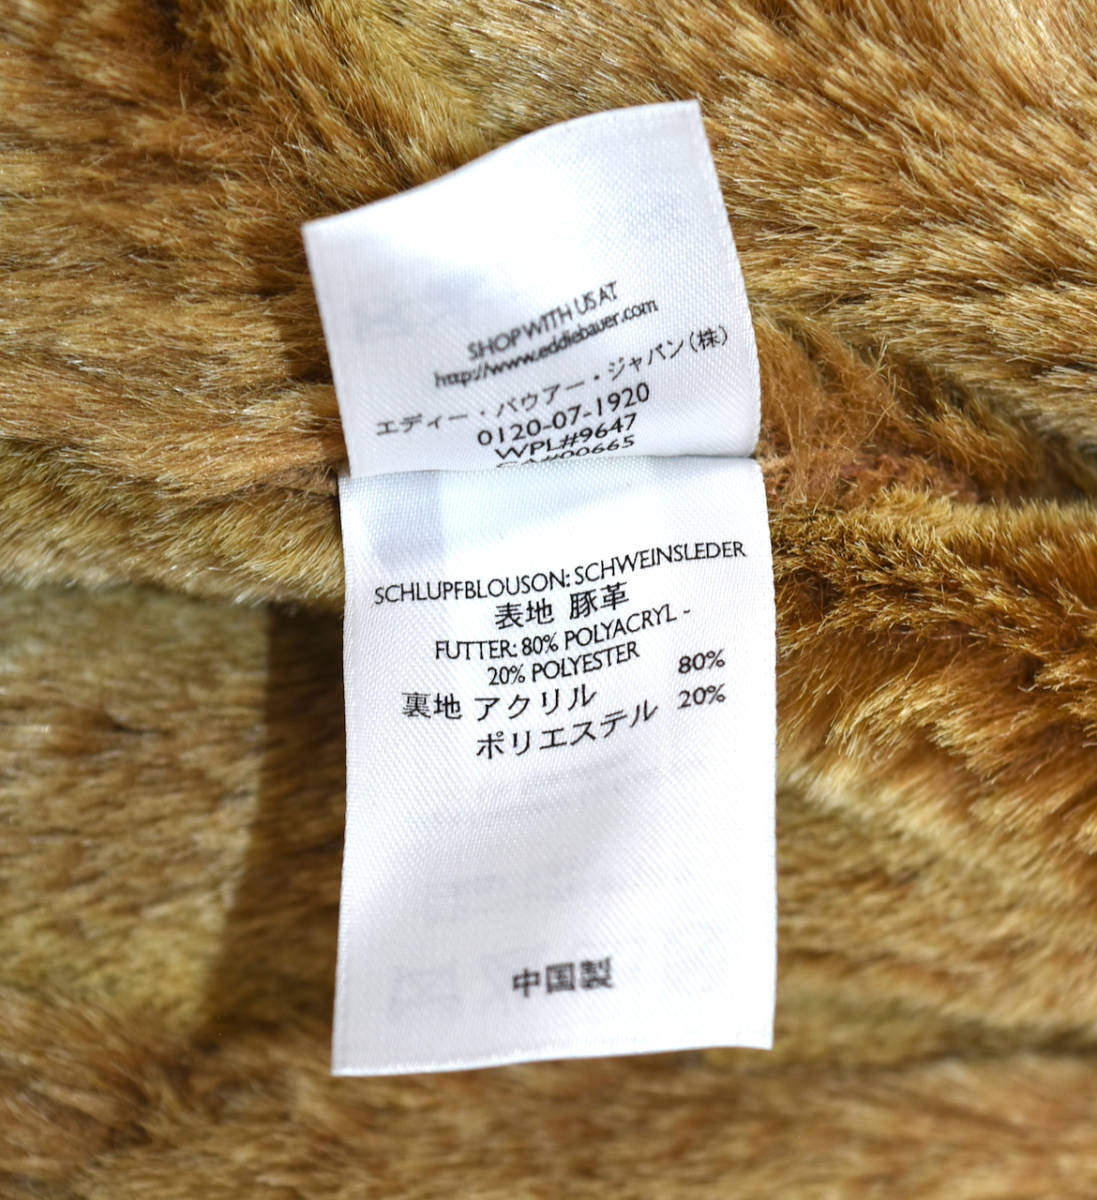 SHOP WITH US AT
http://www.eddiebauer.com
エディー・バウアー・ジャパン(株)
0120-07-1920
WPL#9647
CA#00665
SCHLUPFBLOUSON: SCHWEINSLEDER
表地 豚革
FUTTER: 80% POLYACRYL -
20% POLYESTER
裏地 アクリル 80%
ポリエステル 20%
中国製